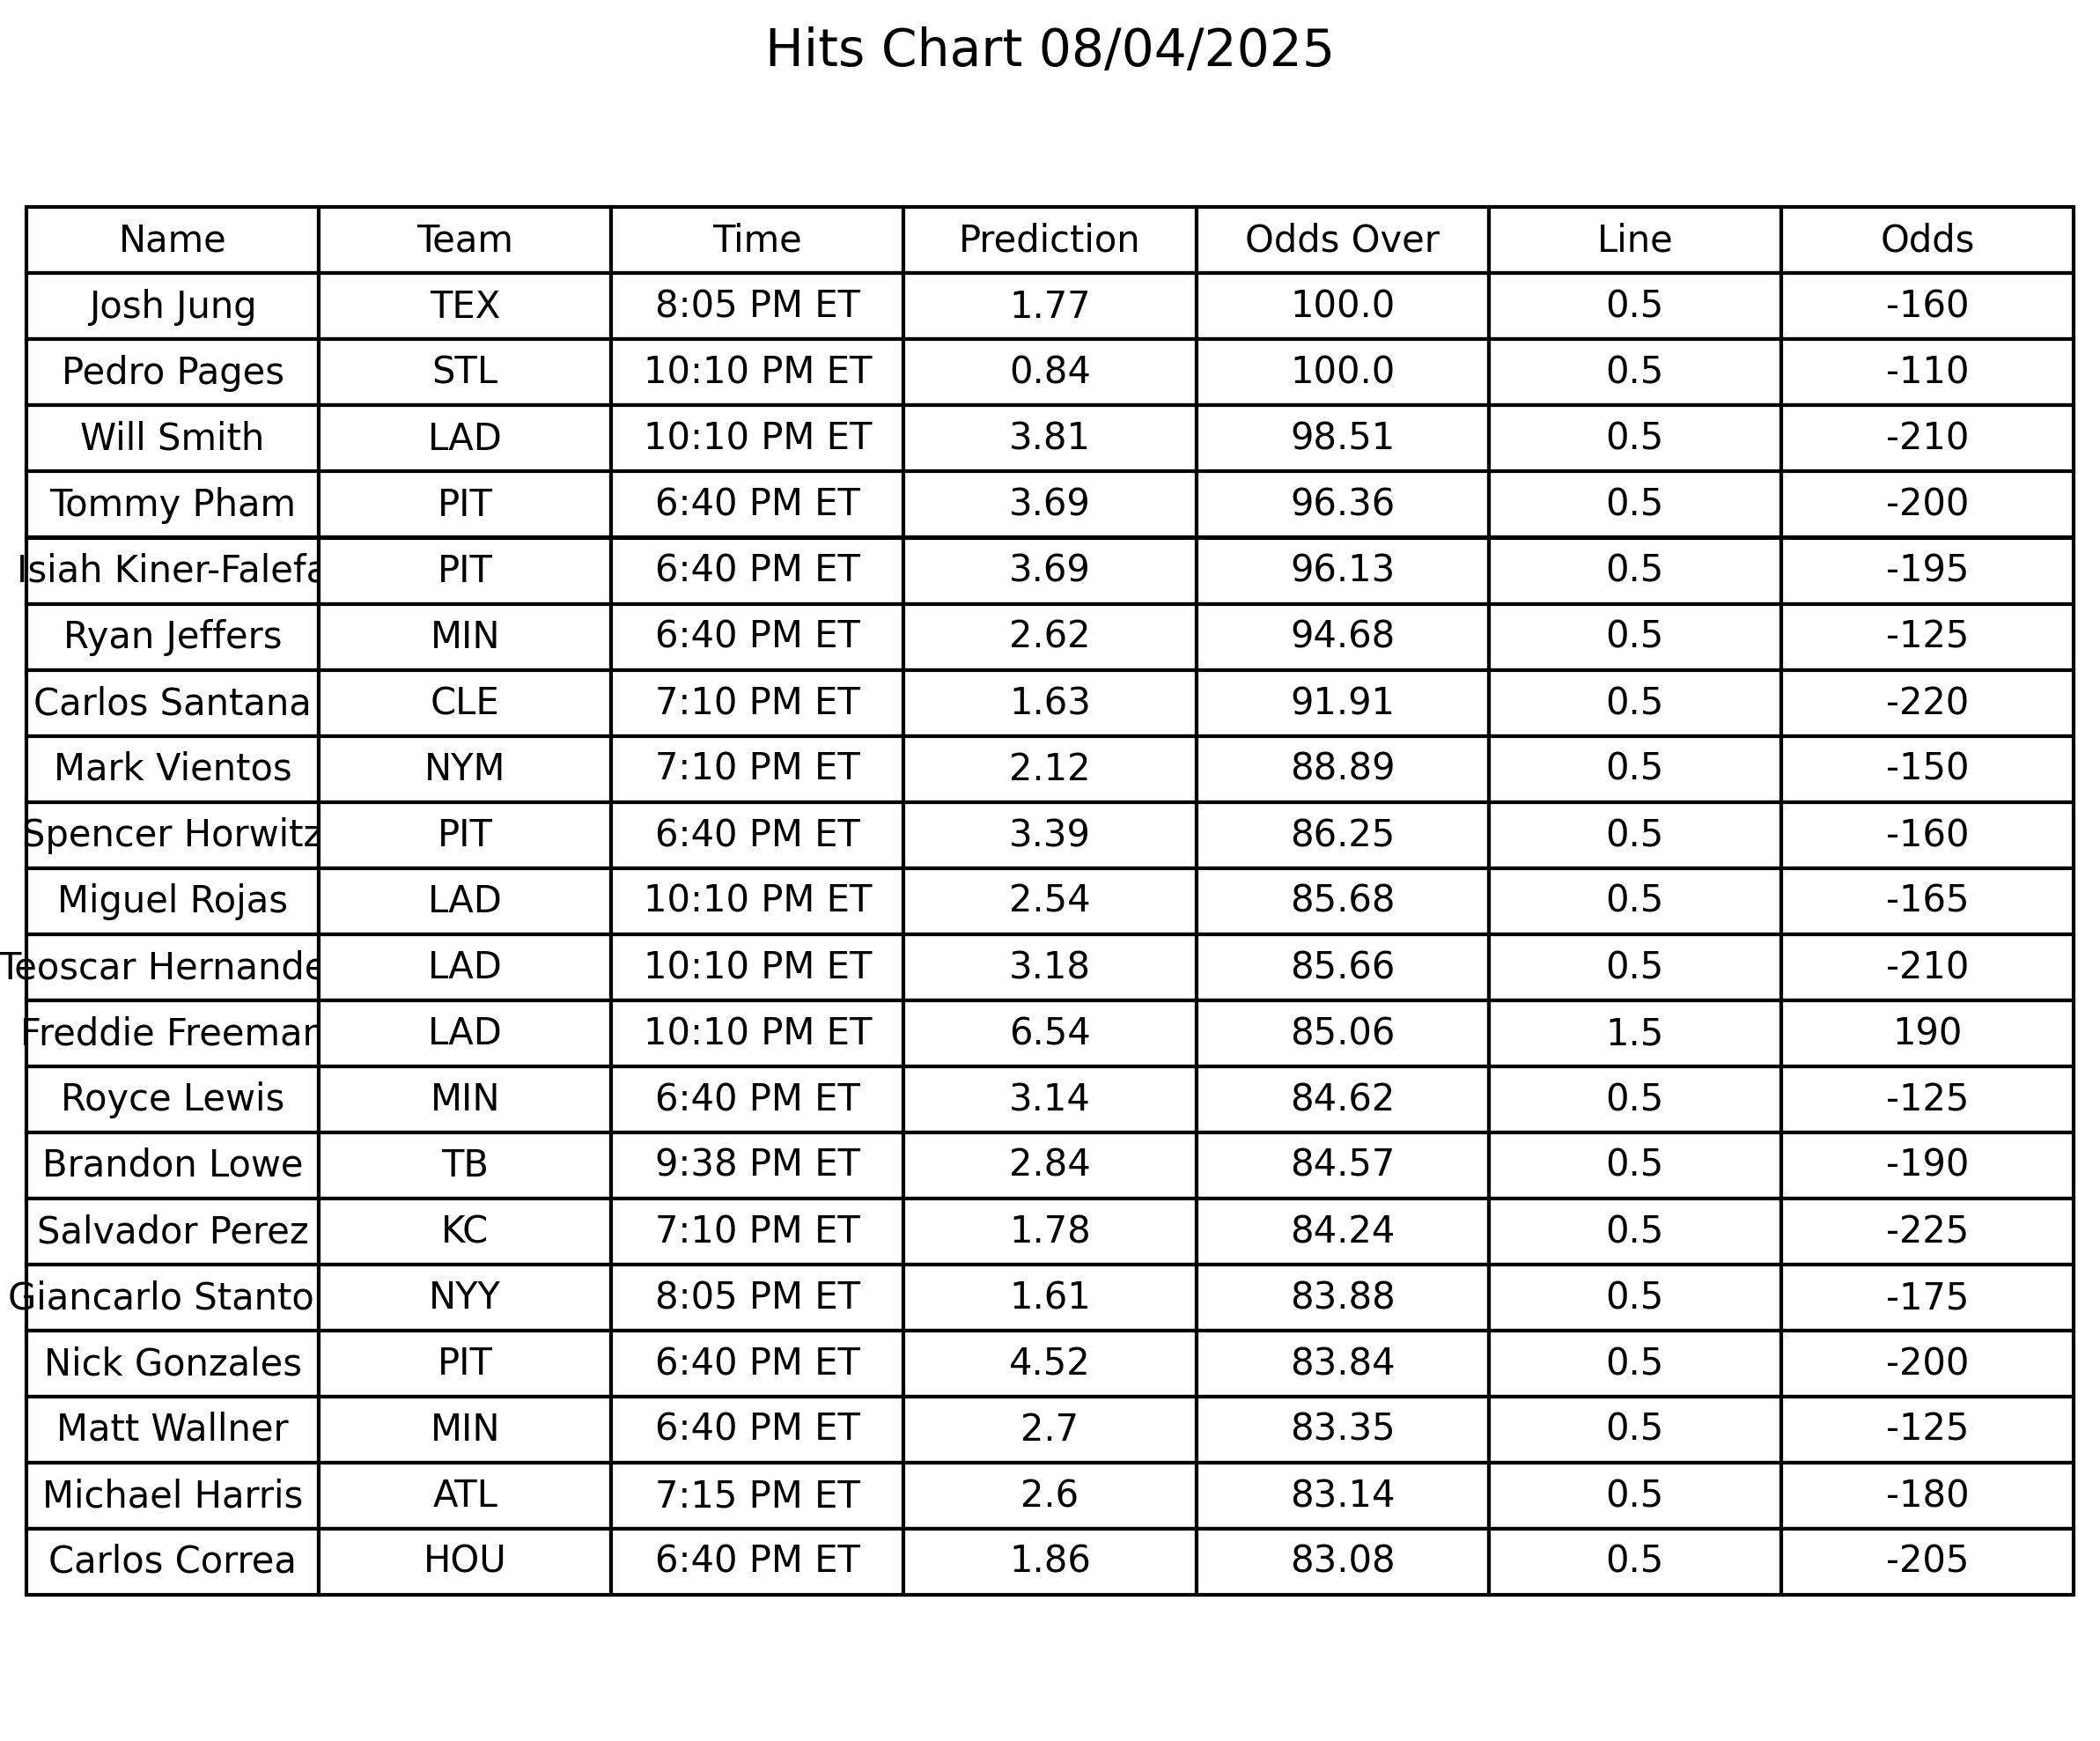 Hits Chart 08/04/2025
Name Team Time Prediction Odds Over Line Odds
Josh Jung TEX 8:05 PM ET 1.77 100.0 0.5 -160
Pedro Pages STL 10:10 PM ET 0.84 100.0 0.5 -110
Will Smith LAD 10:10 PM ET 3.81 98.51 0.5 -210
Tommy Pham PIT 6:40 PM ET 3.69 96.36 0.5 -200
Isiah Kiner-Falefa PIT 6:40 PM ET 3.69 96.13 0.5 -195
Ryan Jeffers MIN 6:40 PM ET 2.62 94.68 0.5 -125
Carlos Santana CLE 7:10 PM ET 1.63 91.91 0.5 -220
Mark Vientos NYM 7:10 PM ET 2.12 88.89 0.5 -150
Spencer Horwitz PIT 6:40 PM ET 3.39 86.25 0.5 -160
Miguel Rojas LAD 10:10 PM ET 2.54 85.68 0.5 -165
Teoscar Hernande LAD 10:10 PM ET 3.18 85.66 0.5 -210
Freddie Freeman LAD 10:10 PM ET 6.54 85.06 1.5 190
Royce Lewis MIN 6:40 PM ET 3.14 84.62 0.5 -125
Brandon Lowe TB 9:38 PM ET 2.84 84.57 0.5 -190
Salvador Perez KC 7:10 PM ET 1.78 84.24 0.5 -225
Giancarlo Stanto NYY 8:05 PM ET 1.61 83.88 0.5 -175
Nick Gonzales PIT 6:40 PM ET 4.52 83.84 0.5 -200
Matt Wallner MIN 6:40 PM ET 2.7 83.35 0.5 -125
Michael Harris ATL 7:15 PM ET 2.6 83.14 0.5 -180
Carlos Correa HOU 6:40 PM ET 1.86 83.08 0.5 -205